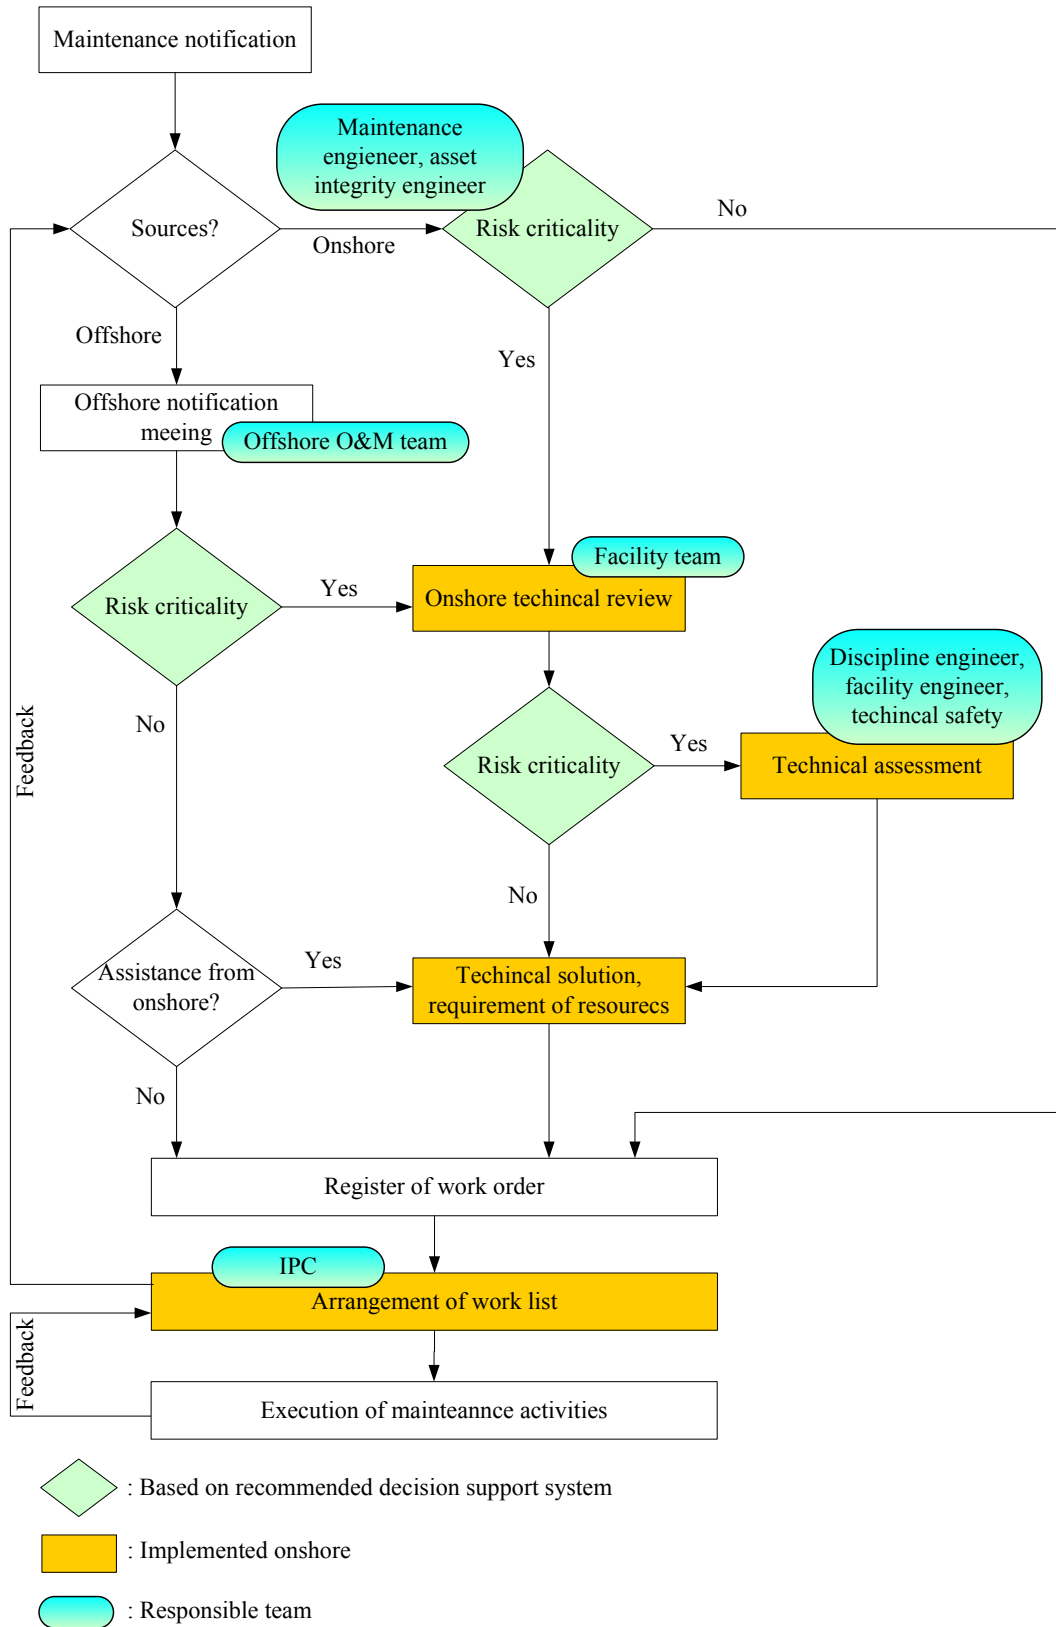 Maintenance notification
Maintenance
engieneer, asset
integrity engineer
Sources?
Onshore
Risk criticality
No
Offshore
Yes
Offshore notification
meeing
Offshore O&M team
Facility team
Risk criticality
Yes
Onshore techincal review
Discipline engineer,
facility engineer,
techincal safety
No
Risk criticality
Yes
Technical assessment
Feedback
No
Assistance from
onshore?
Yes
Techincal solution,
requirement of resourecs
No
Register of work order
IPC
Arrangement of work list
Feedback
Execution of mainteannce activities
: Based on recommended decision support system
: Implemented onshore
: Responsible team